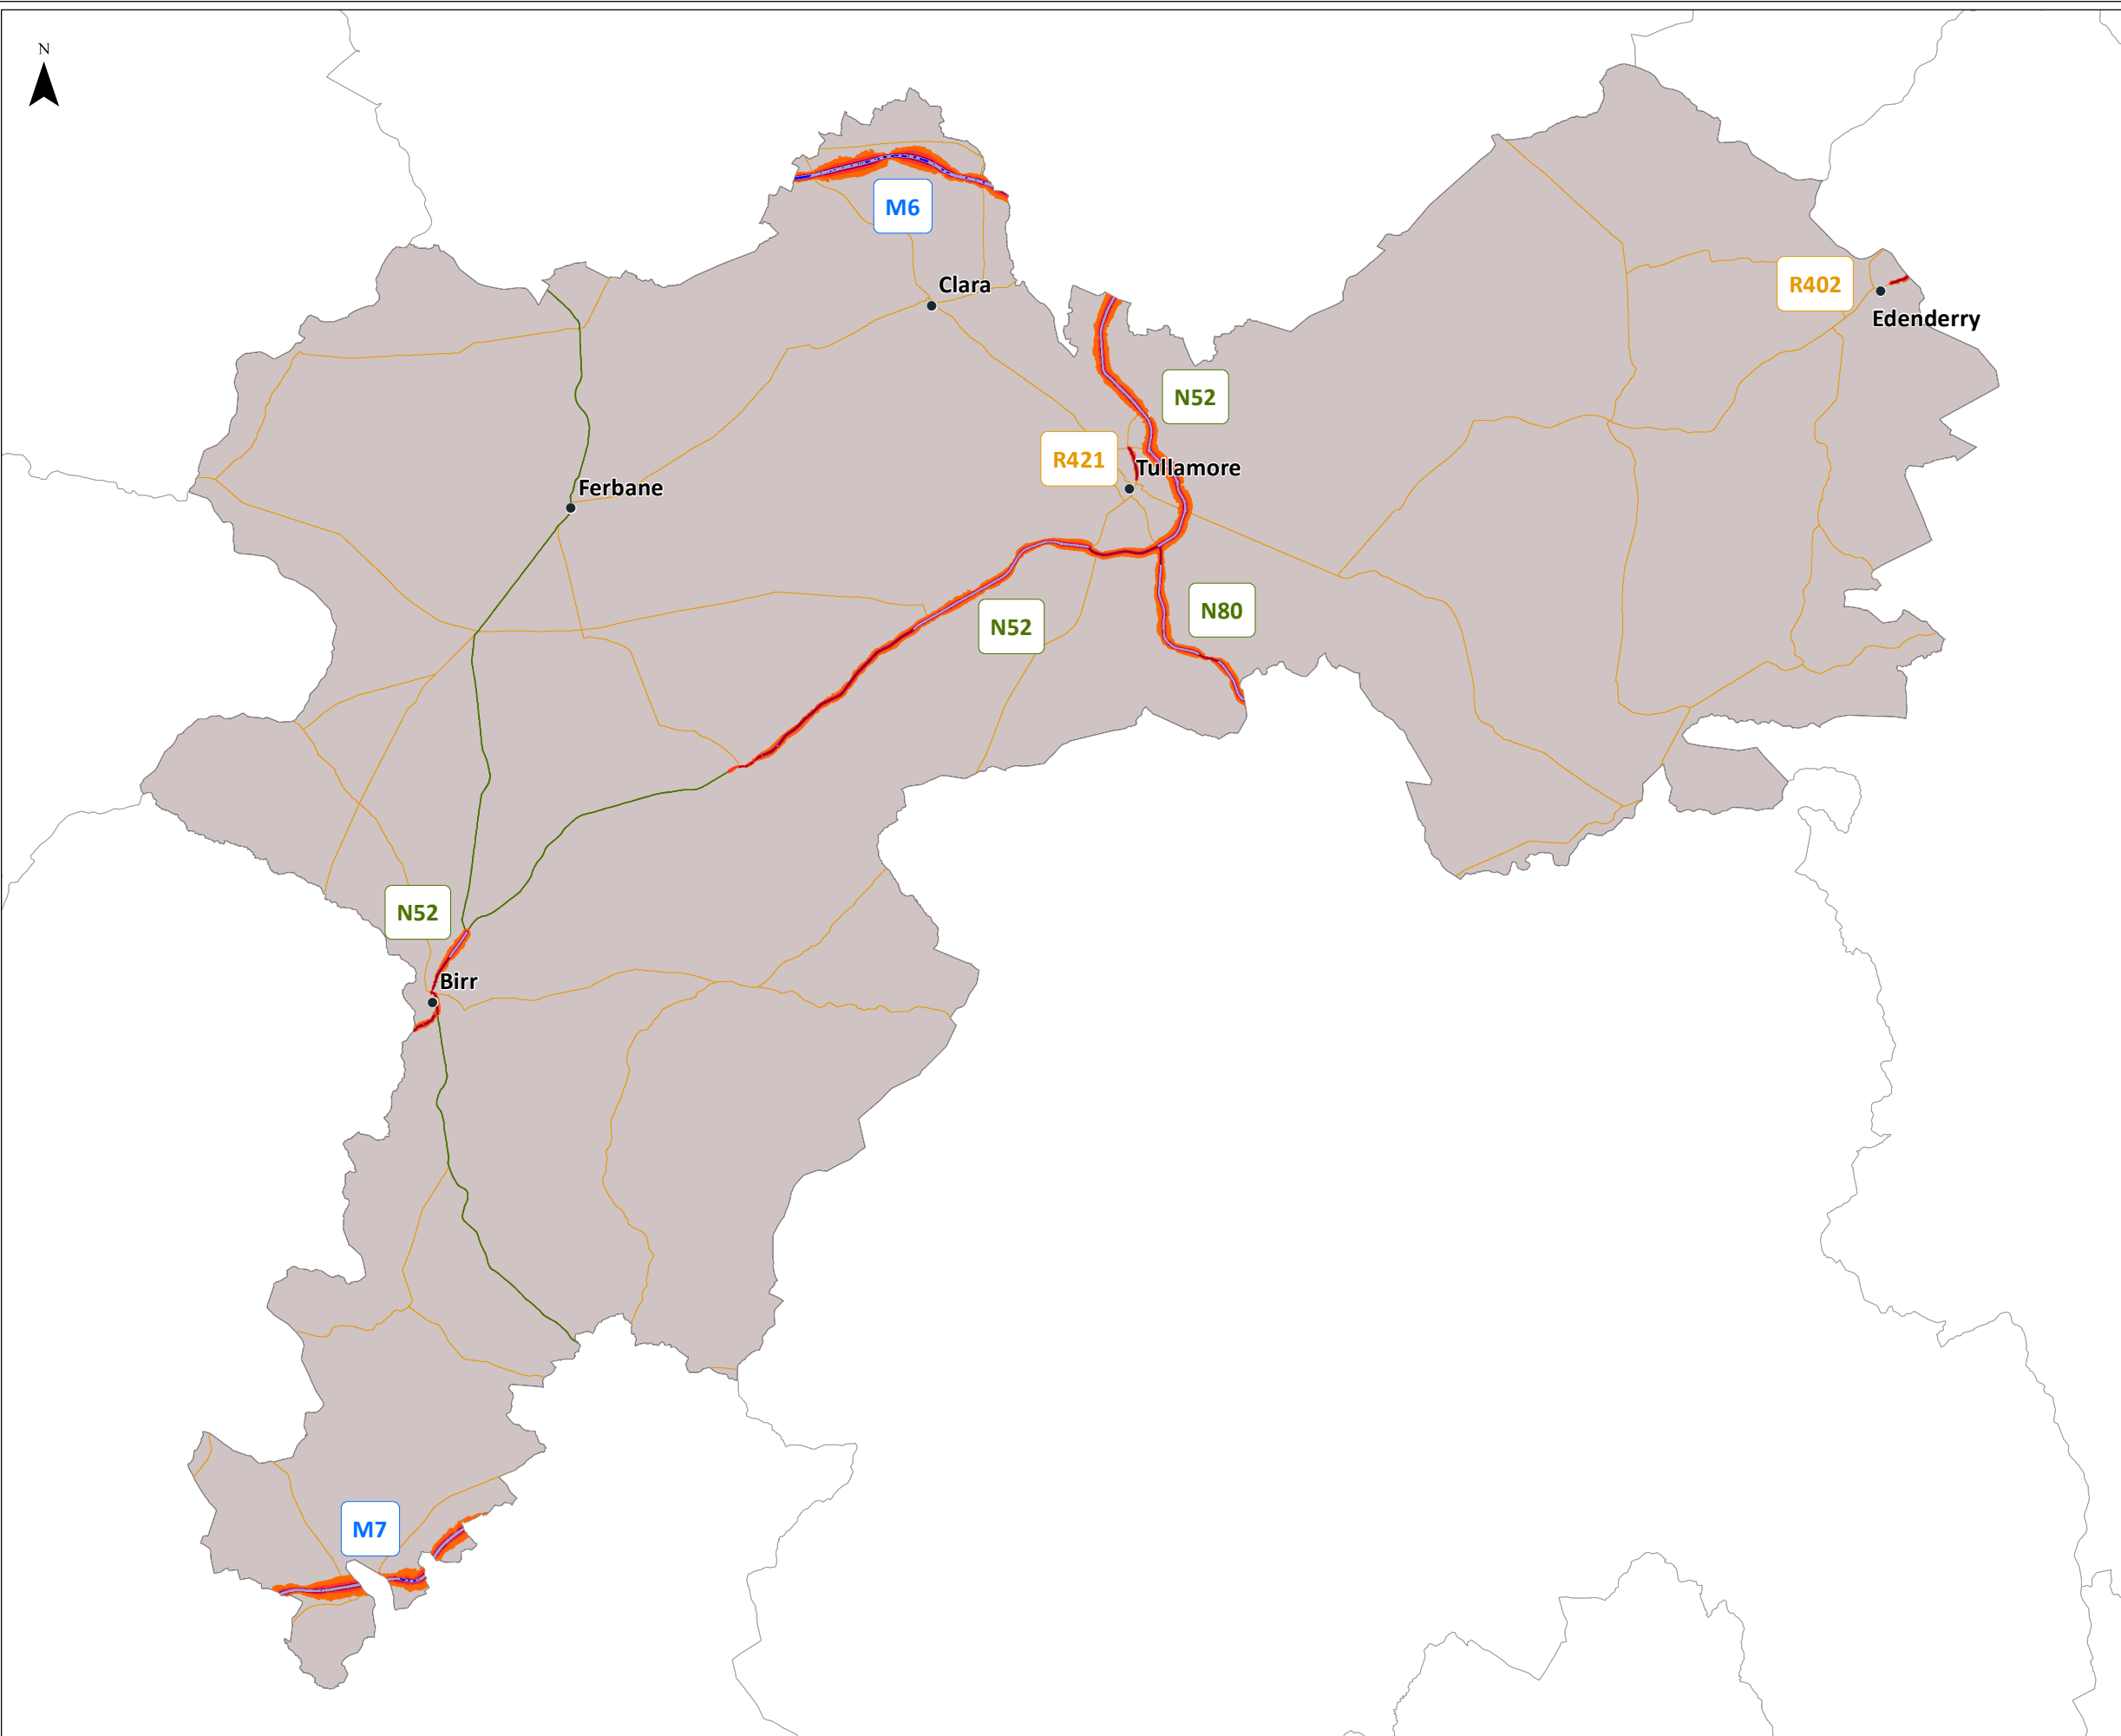 N
M6
Clara
R402
Edenderry
N52
R421
Tullamore
Ferbane
N52
N80
N52
Birr
M7